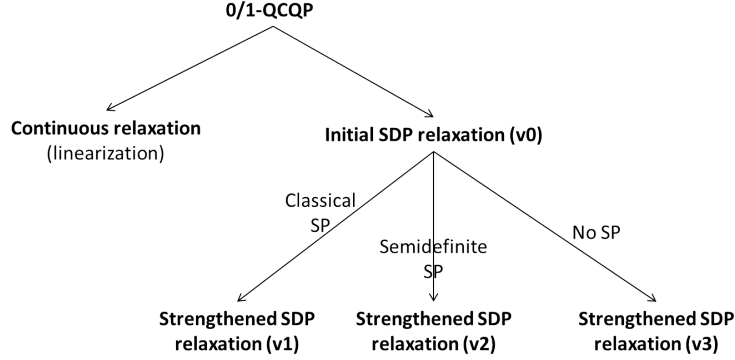 0/1-QCQP
Continuous relaxation
(linearization)
Initial SDP relaxation (v0)
Classical
SP
Semidefinite
SP
No SP
Strengthened SDP
relaxation (v1)
Strengthened SDP
relaxation (v2)
Strengthened SDP
relaxation (v3)